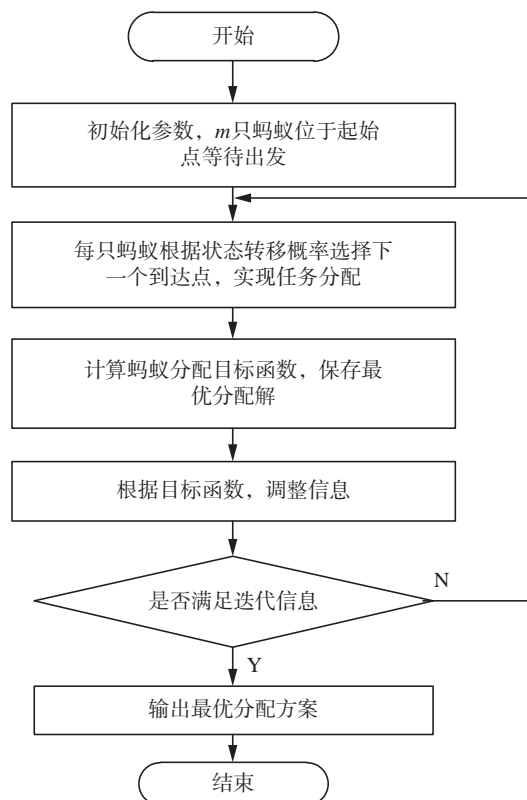 开始
初始化参数，m只蚂蚁位于起始
点等待出发
每只蚂蚁根据状态转移概率选择下
一个到达点，实现任务分配
计算蚂蚁分配目标函数，保存最
优分配解
根据目标函数，调整信息
是否满足迭代信息
N
Y
输出最优分配方案
结束